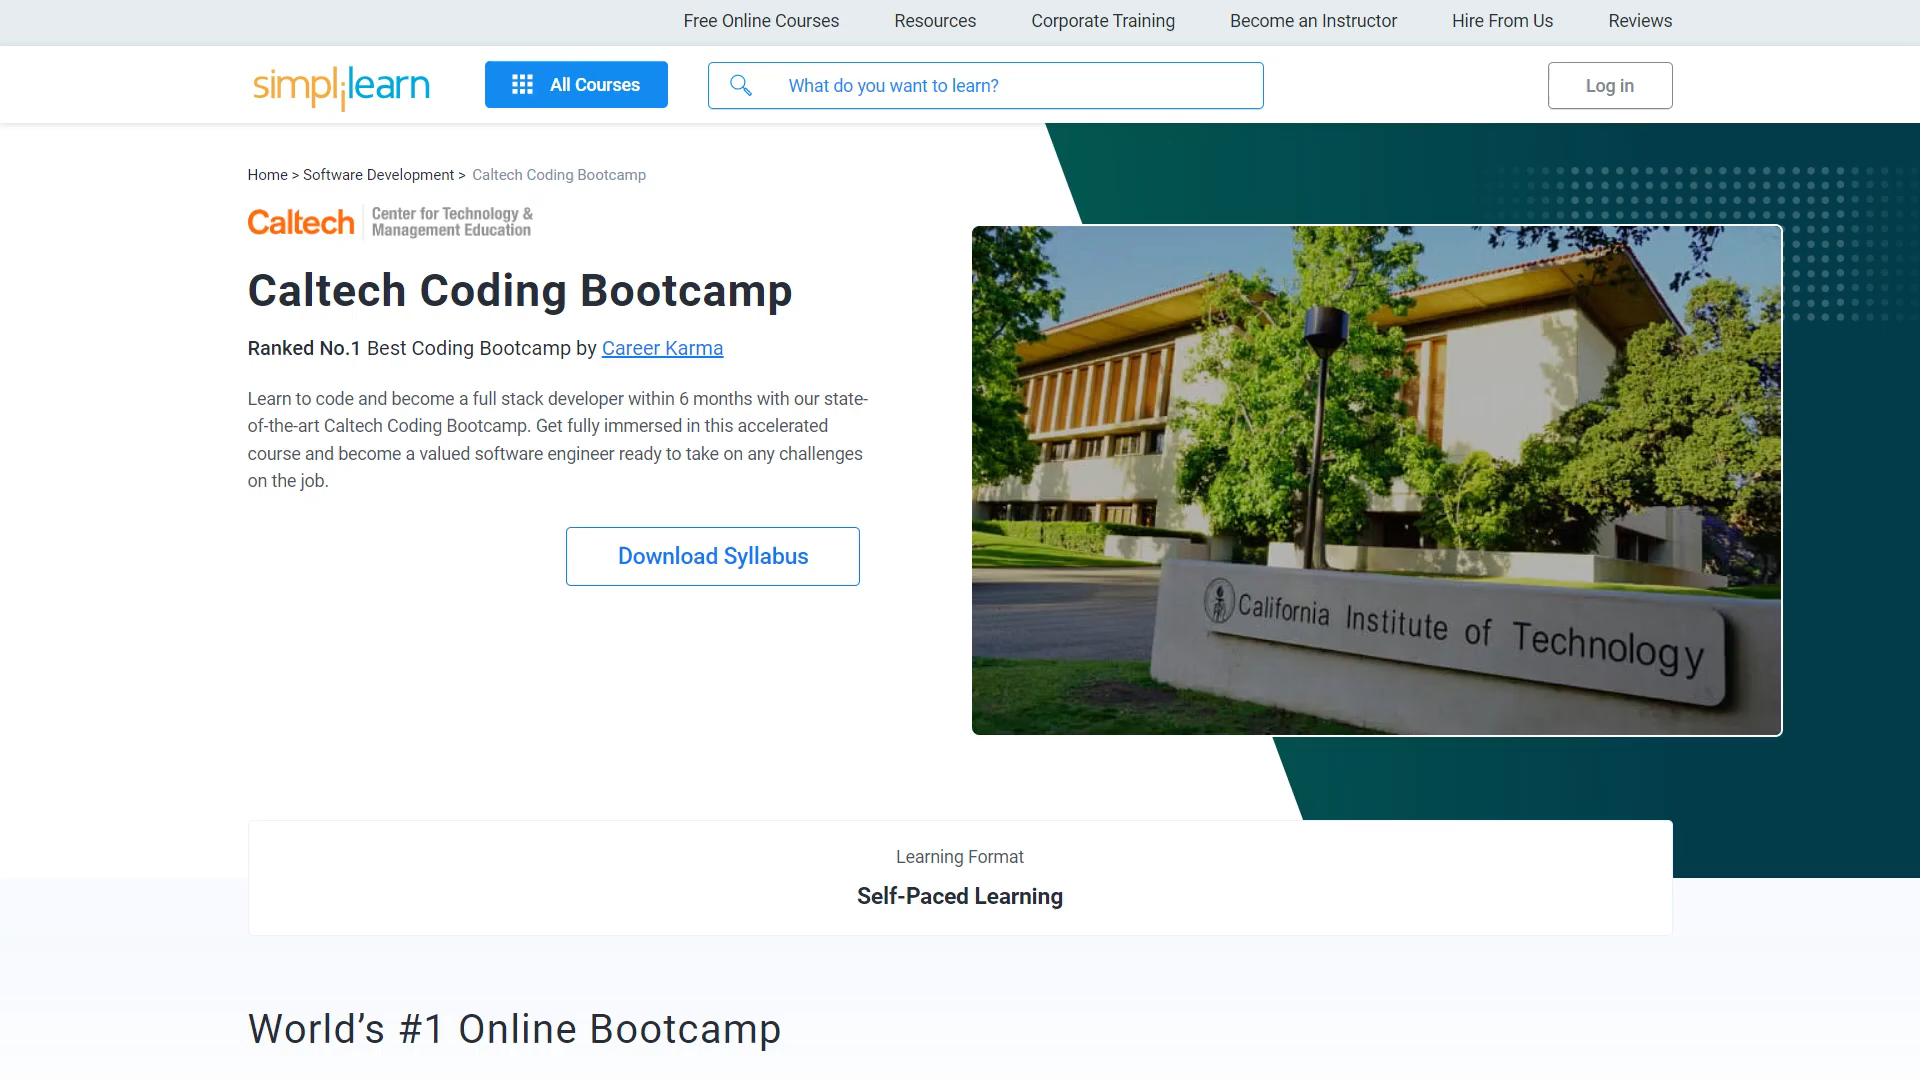 Free Online Courses Resources Corporate Training Become an Instructor Hire From Us Reviews
simplilearn All Courses What do you want to learn? Log in
Home > Software Development > Caltech Coding Bootcamp
Caltech Center for Technology &
Management Education
Caltech Coding Bootcamp
Ranked No.1 Best Coding Bootcamp by Career Karma
Learn to code and become a full stack developer within 6 months with our state-
of-the-art Caltech Coding Bootcamp. Get fully immersed in this accelerated
course and become a valued software engineer ready to take on any challenges
on the job.
Download Syllabus
California Institute of Technology
Learning Format
Self-Paced Learning
World’s #1 Online Bootcamp